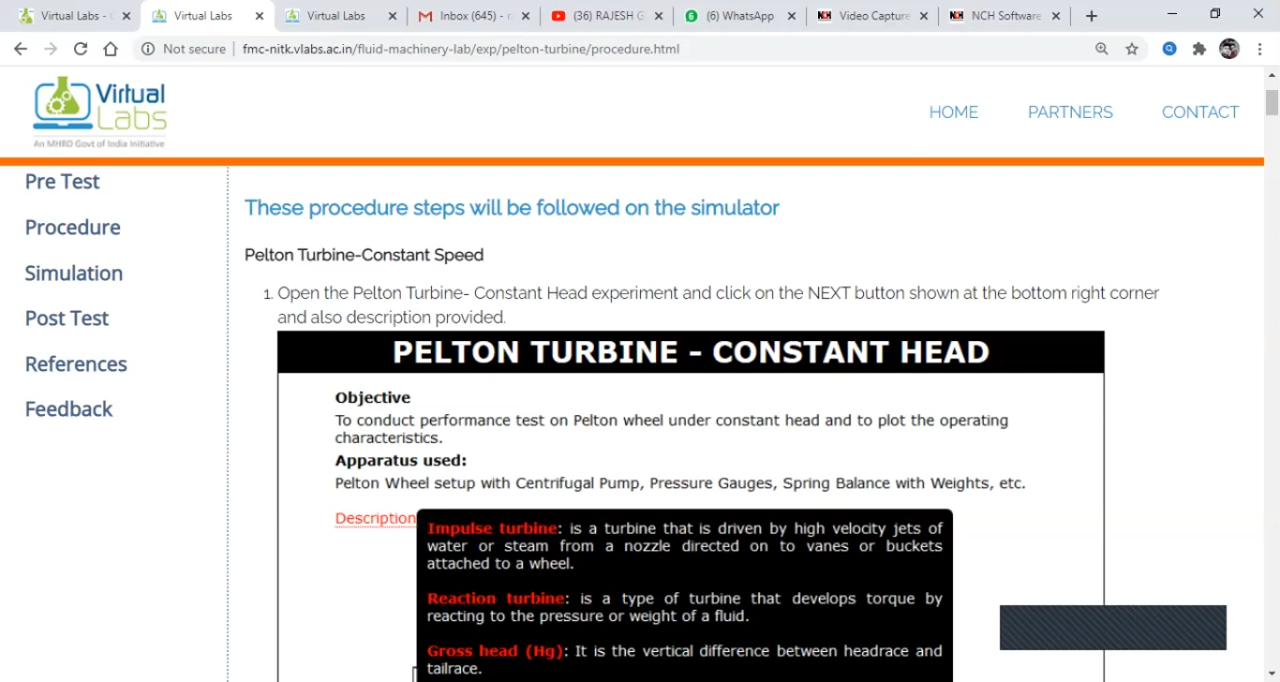 Virtual Labs - 
Virtual Labs
Virtual Labs
Inbox (645) - 
(36) RAJESH G
6
(6) WhatsApp
NCH
Video Capture
NCH
NCH Software
Not secure
fmc-nitk.vlabs.ac.in/fluid-machinery-lab/exp/pelton-turbine/procedure.html
Virtual
Labs
An MHRD Govt of India Initiative
HOME
PARTNERS
CONTACT
Pre Test
Procedure
Simulation
Post Test
References
Feedback
These procedure steps will be followed on the simulator
Pelton Turbine-Constant Speed
1. Open the Pelton Turbine- Constant Head experiment and click on the NEXT button shown at the bottom right corner
and also description provided.
PELTON TURBINE - CONSTANT HEAD
Objective
To conduct performance test on Pelton wheel under constant head and to plot the operating
characteristics.
Apparatus used:
Pelton Wheel setup with Centrifugal Pump, Pressure Gauges, Spring Balance with Weights, etc.
Description
Impulse turbine: is a turbine that is driven by high velocity jets of
water or steam from a nozzle directed on to vanes or buckets
attached to a wheel.
Reaction turbine: is a type of turbine that develops torque by
reacting to the pressure or weight of a fluid.
Gross head (Hg): It is the vertical difference between headrace and
tailrace.